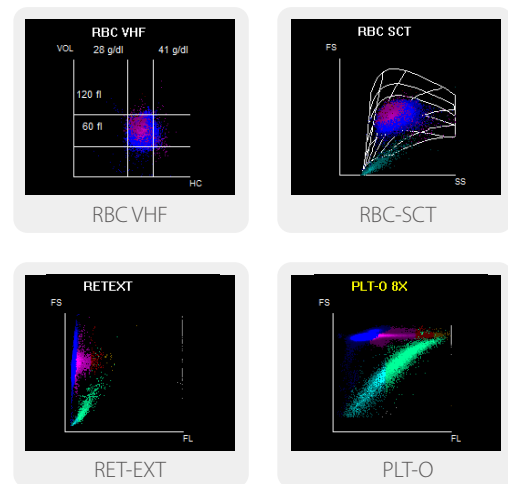 RBC VHF
VOL 28 g/dl 41 g/dl
120 fl
60 fl
HC
RBC VHF
RBC SCT
FS
SS
RBC-SCT
RETEXT
FS
FL
RET-EXT
PLT-O 8X
FS
FL
PLT-O